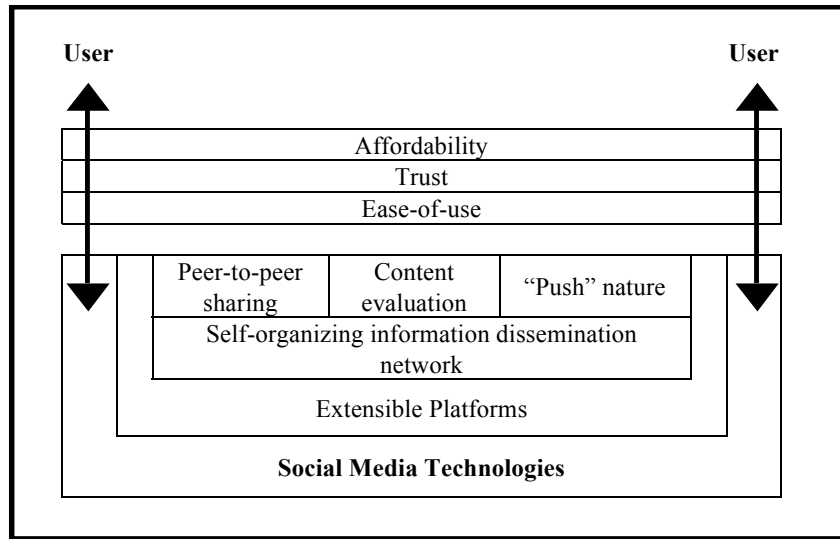 User User
Affordability
Trust
Ease-of-use
Peer-to-peer
sharing
Content
evaluation
“Push” nature
Self-organizing information dissemination
network
Extensible Platforms
Social Media Technologies